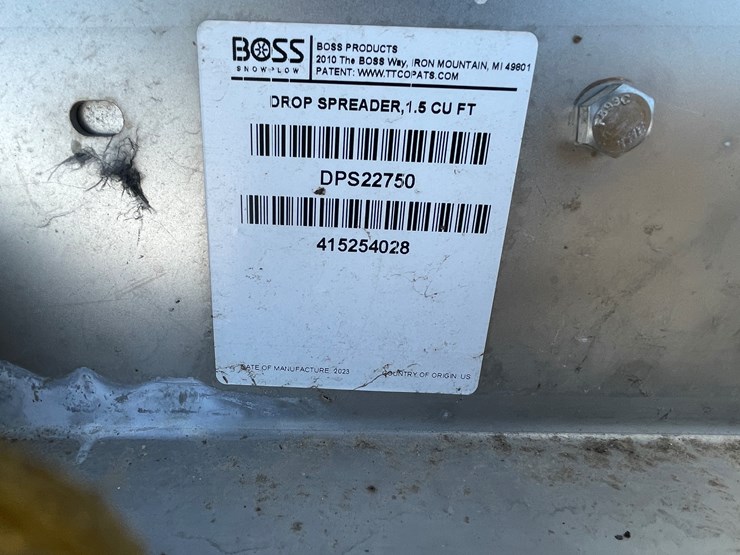 BOSS
SNOWPLOW
BOSS PRODUCTS
2010 The BOSS Way, IRON MOUNTAIN, MI 49801
PATENT: WWW.TTCOPATS.COM
DROP SPREADER,1.5 CU FT
DPS22750
415254028
DATE OF MANUFACTURE: 2023
COUNTRY OF ORIGIN: US